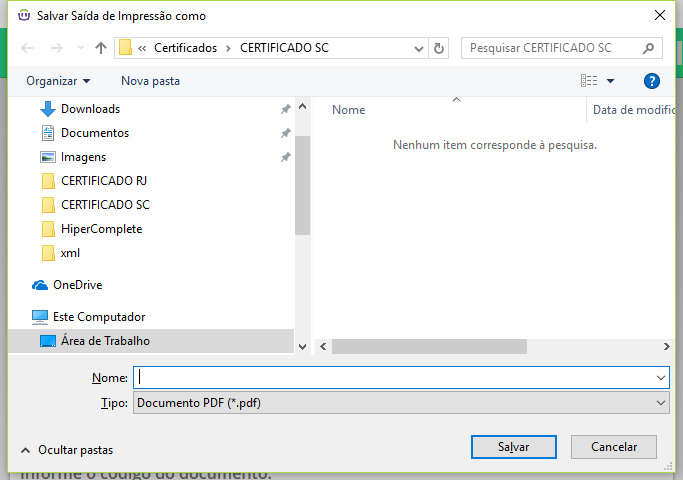 Salvar Saída de Impressão como
« Certificados › CERTIFICADO SC
Pesquisar CERTIFICADO SC
Organizar
Nova pasta
?
Downloads
Documentos
Imagens
CERTIFICADO RJ
CERTIFICADO SC
HiperComplete
xml
OneDrive
Este Computador
Área de Trabalho
Nome
Data de modific
Nenhum item corresponde à pesquisa.
Nome:
Tipo: Documento PDF (*.pdf)
Ocultar pastas
Salvar
Cancelar
Informe o código do documento: